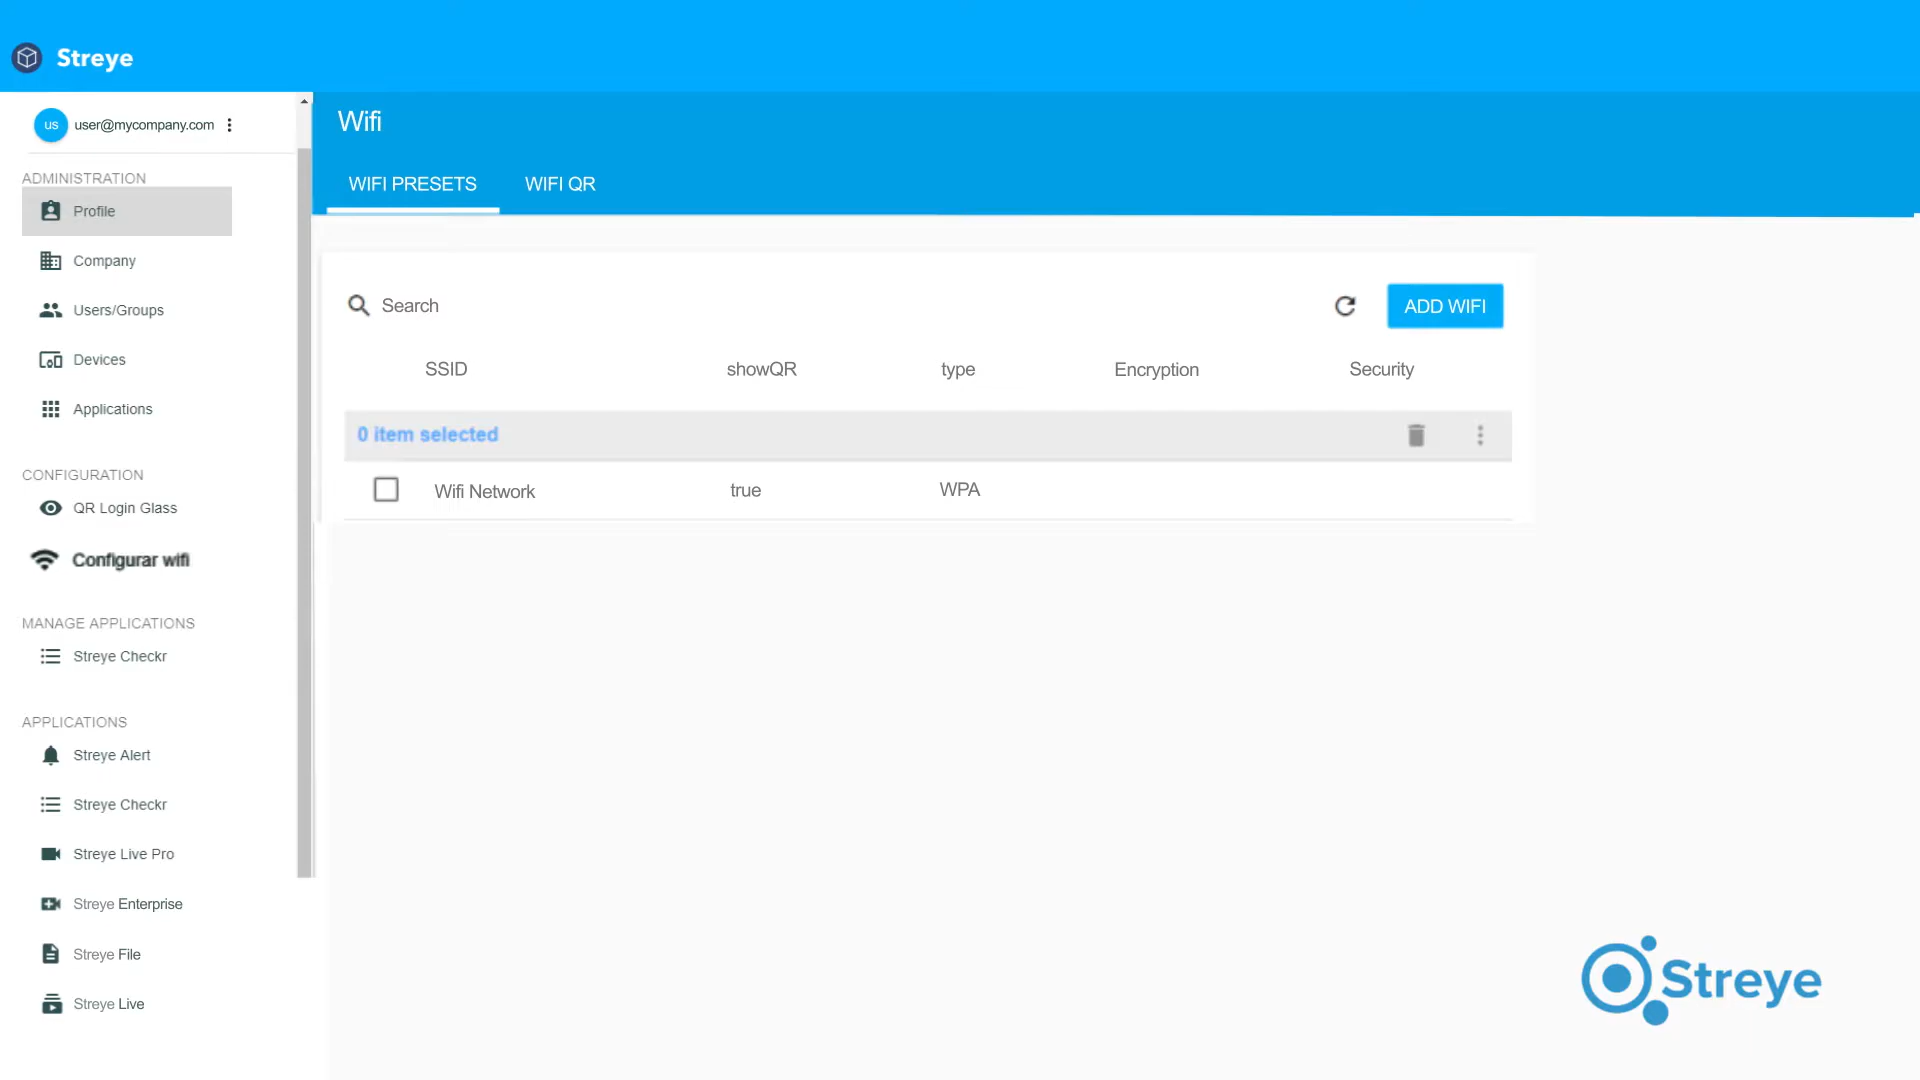 Streye
us
user@mycompany.com
ADMINISTRATION
Profile
Company
Users/Groups
Devices
Applications
CONFIGURATION
QR Login Glass
Configurar wifi
MANAGE APPLICATIONS
Streye Checkr
APPLICATIONS
Streye Alert
Streye Checkr
Streye Live Pro
Streye Enterprise
Streye File
Streye Live
Wifi
WIFI PRESETS WIFI QR
Search
ADD WIFI
SSID showQR type Encryption Security
0 item selected
Wifi Network true WPA
Streye